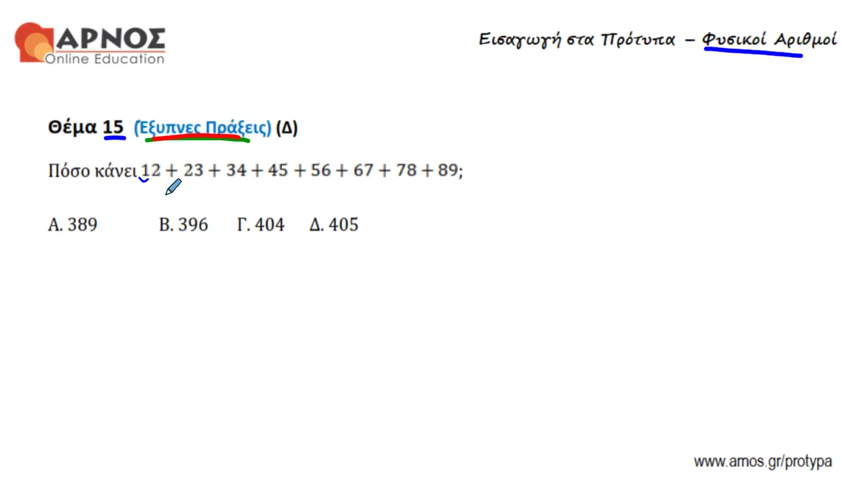 ΑΡΝΟΣ
Online Education
Εισαγωγή στα Πρότυπα – Φυσικοί Αριθμοί
Θέμα 15 (Έξυπνες Πράξεις) (Δ)
Πόσο κάνει 12 + 23 + 34 + 45 + 56 + 67 + 78 + 89;
Α. 389 Β. 396 Γ. 404 Δ. 405
www.arnos.gr/protypa